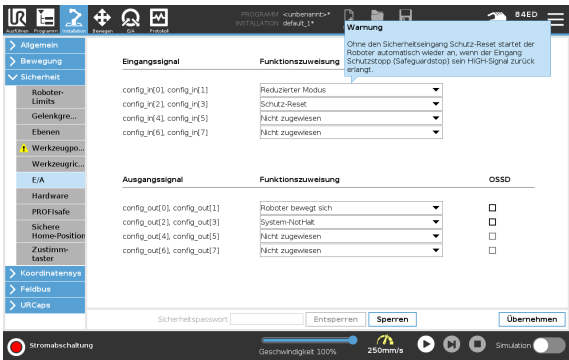 PROGRAMM <unbenannt>*
INSTALLATION default_1*
84ED
Ausführen Programm Installation Bewegen E/A Protokoll
Warnung
Ohne den Sicherheitseingang Schutz-Reset startet der
Roboter automatisch wieder an, wenn der Eingang
Schutzstopp (Safeguardstop) sein HIGH-Signal zurück
erlangt.
Allgemein
Bewegung
Sicherheit
Roboter-
Limits
Gelenkgre...
Ebenen
Werkzeugpo...
Werkzeugric...
E/A
Hardware
PROFIsafe
Sichere
Home-Position
Zustimm-
taster
Koordinatensys
Feldbus
URCaps
Eingangssignal Funktionszuweisung
config_in[0], config_in[1] Reduzierter Modus
config_in[2], config_in[3] Schutz-Reset
config_in[4], config_in[5] Nicht zugewiesen
config_in[6], config_in[7] Nicht zugewiesen
Ausgangssignal Funktionszuweisung OSSD
config_out[0], config_out[1] Roboter bewegt sich
config_out[2], config_out[3] System-NotHalt
config_out[4], config_out[5] Nicht zugewiesen
config_out[6], config_out[7] Nicht zugewiesen
Sicherheitspasswort Entsperren Sperren Übernehmen
Stromabschaltung
Geschwindigkeit 100%
250mm/s
Simulation